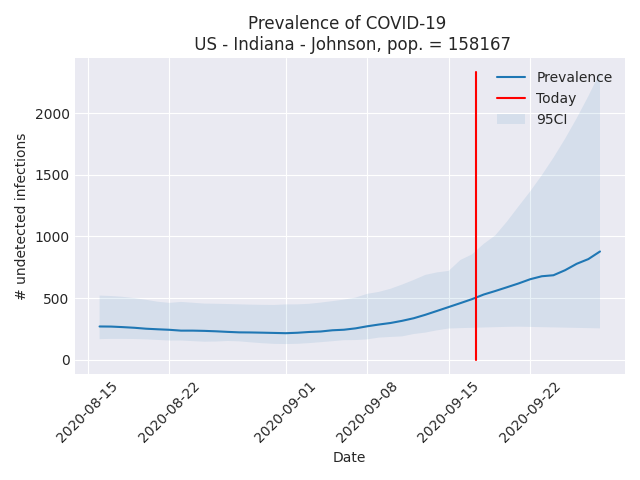 Prevalence of COVID-19
US - Indiana - Johnson, pop. = 158167
Prevalence
Today
95CI
2000
1500
1000
500
0
# undetected infections
2020-08-15
2020-08-22
2020-09-01
2020-09-08
2020-09-15
2020-09-22
Date